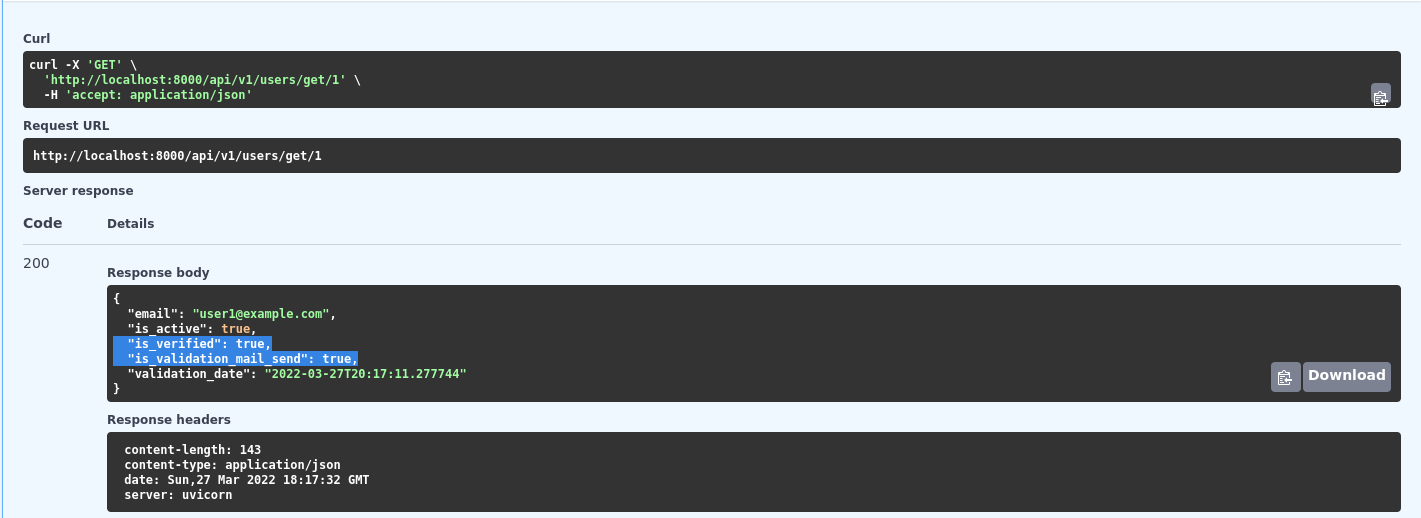 Curl
curl -X 'GET' \
  'http://localhost:8000/api/v1/users/get/1' \
  -H 'accept: application/json'
Request URL
http://localhost:8000/api/v1/users/get/1
Server response
Code Details
200
Response body
{
  "email": "user1@example.com",
  "is_active": true,
  "is_verified": true,
  "is_validation_mail_send": true,
  "validation_date": "2022-03-27T20:17:11.277744"
}
Download
Response headers
content-length: 143
content-type: application/json
date: Sun,27 Mar 2022 18:17:32 GMT
server: uvicorn